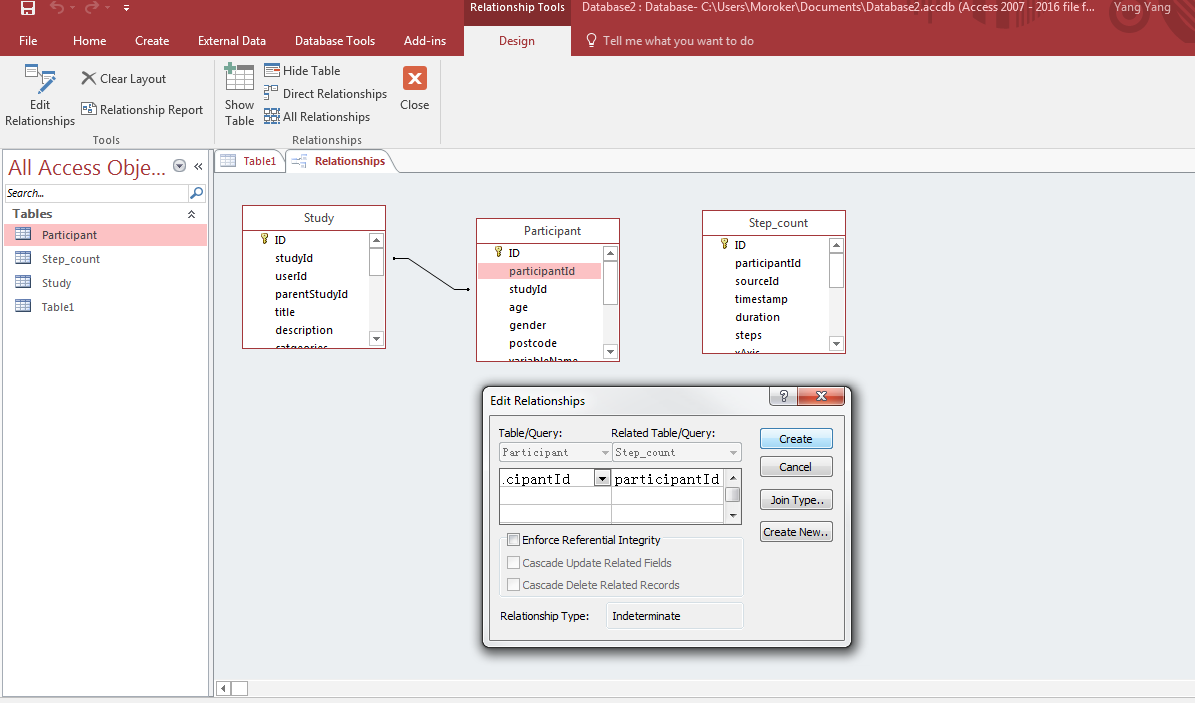 Relationship Tools
Database2 : Database- C:\Users\Moroker\Documents\Database2.accdb (Access 2007 - 2016 file f...
Yang Yang
File
Home
Create
External Data
Database Tools
Add-ins
Design
Tell me what you want to do
Edit
Relationships
Clear Layout
Relationship Report
Tools
Show
Table
Hide Table
Direct Relationships
All Relationships
Relationships
Close
All Access Obje...
Search...
Tables
Participant
Step_count
Study
Table1
Table1
Relationships
Study
ID
studyId
userId
parentStudyId
title
description
catgeories
Participant
ID
participantId
studyId
age
gender
postcode
variableName
Step_count
ID
participantId
sourceId
timestamp
duration
steps
xAxis
Edit Relationships
?
Table/Query:
Related Table/Query:
Participant
Step_count
.cipantId
participantId
Enforce Referential Integrity
Cascade Update Related Fields
Cascade Delete Related Records
Relationship Type:
Indeterminate
Create
Cancel
Join Type..
Create New..